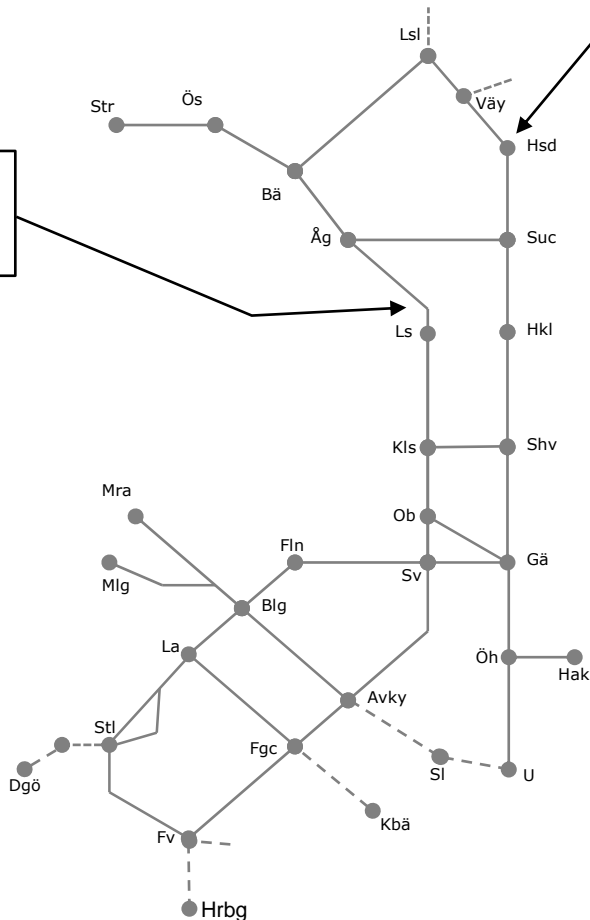 Lsl
Väy
Str
Ös
Hsd
Bä
Åg
Suc
Ls
Hkl
Kls
Shv
Mra
Ob
Fln
Mlg
Sv
Gä
Blg
La
Öh
Hak
Avky
Stl
Fgc
Sl
U
Dgö
Kbä
Fv
Hrbg